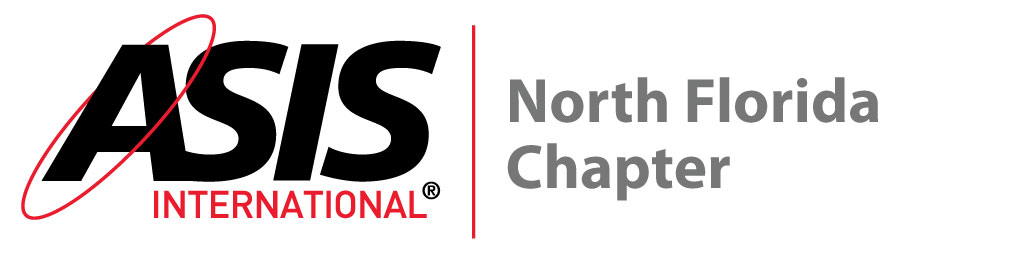 ASIS
INTERNATIONAL®
North Florida
Chapter